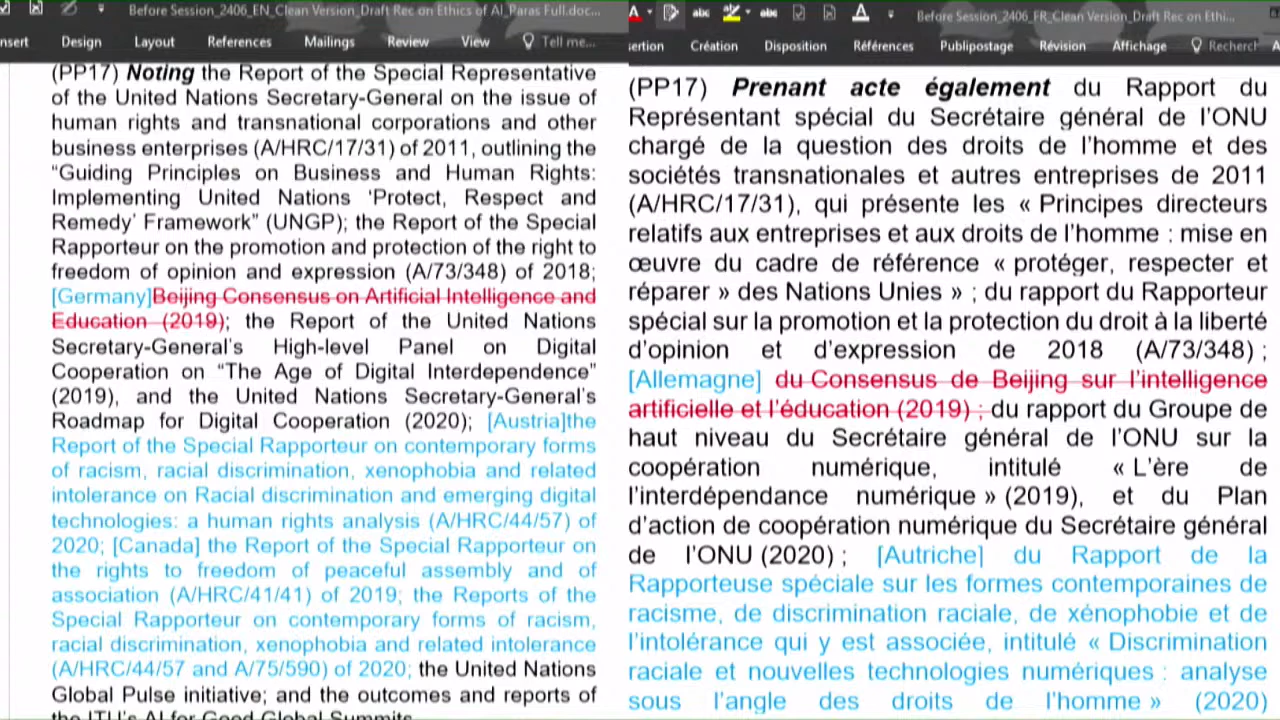 Before Session_2406_EN_Clean Version_Draft Rec on Ethics of AI_Paras Full.doc...
nsert Design Layout References Mailings Review View Tell me...
(PP17) Noting the Report of the Special Representative
of the United Nations Secretary-General on the issue of
human rights and transnational corporations and other
business enterprises (A/HRC/17/31) of 2011, outlining the
“Guiding Principles on Business and Human Rights:
Implementing United Nations ‘Protect, Respect and
Remedy’ Framework” (UNGP); the Report of the Special
Rapporteur on the promotion and protection of the right to
freedom of opinion and expression (A/73/348) of 2018;
[Germany]Beijing Consensus on Artificial Intelligence and
Education (2019); the Report of the United Nations
Secretary-General's High-level Panel on Digital
Cooperation on “The Age of Digital Interdependence”
(2019), and the United Nations Secretary-General's
Roadmap for Digital Cooperation (2020); [Austria]the
Report of the Special Rapporteur on contemporary forms
of racism, racial discrimination, xenophobia and related
intolerance on Racial discrimination and emerging digital
technologies: a human rights analysis (A/HRC/44/57) of
2020; [Canada] the Report of the Special Rapporteur on
the rights to freedom of peaceful assembly and of
association (A/HRC/41/41) of 2019; the Reports of the
Special Rapporteur on contemporary forms of racism,
racial discrimination, xenophobia and related intolerance
(A/HRC/44/57 and A/75/590) of 2020; the United Nations
Global Pulse initiative; and the outcomes and reports of
the ITU's AI for Good Global Summits
A abc abc A Before Session_2406_FR_Clean Version_Draft Rec on Ethi...
sertion Création Disposition Références Publipostage Révision Affichage Recherc
(PP17) Prenant acte également du Rapport du
Représentant spécial du Secrétaire général de l’ONU
chargé de la question des droits de l’homme et des
sociétés transnationales et autres entreprises de 2011
(A/HRC/17/31), qui présente les « Principes directeurs
relatifs aux entreprises et aux droits de l’homme : mise en
œuvre du cadre de référence « protéger, respecter et
réparer » des Nations Unies » ; du rapport du Rapporteur
spécial sur la promotion et la protection du droit à la liberté
d’opinion et d’expression de 2018 (A/73/348) ;
[Allemagne] du Consensus de Beijing sur l’intelligence
artificielle et l’éducation (2019) ; du rapport du Groupe de
haut niveau du Secrétaire général de l’ONU sur la
coopération numérique, intitulé « L’ère de
l’interdépendance numérique » (2019), et du Plan
d’action de coopération numérique du Secrétaire général
de l’ONU (2020) ; [Autriche] du Rapport de la
Rapporteuse spéciale sur les formes contemporaines de
racisme, de discrimination raciale, de xénophobie et de
l’intolérance qui y est associée, intitulé « Discrimination
raciale et nouvelles technologies numériques : analyse
sous l’angle des droits de l’homme » (2020)